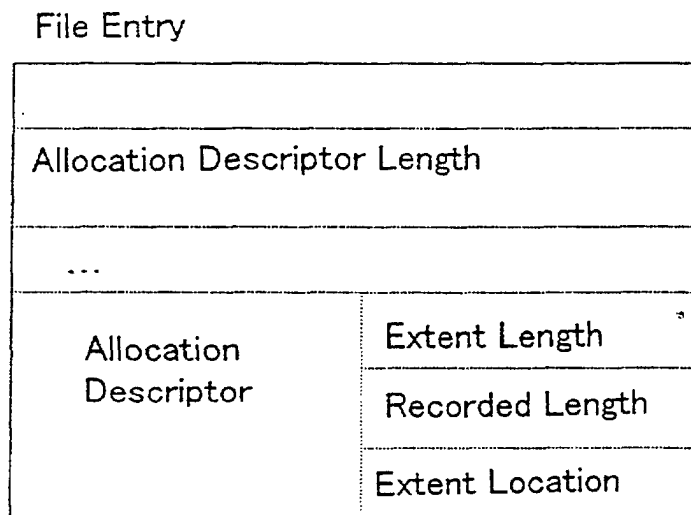 File Entry
Allocation Descriptor Length
...
Allocation
Descriptor
Extent Length
Recorded Length
Extent Location